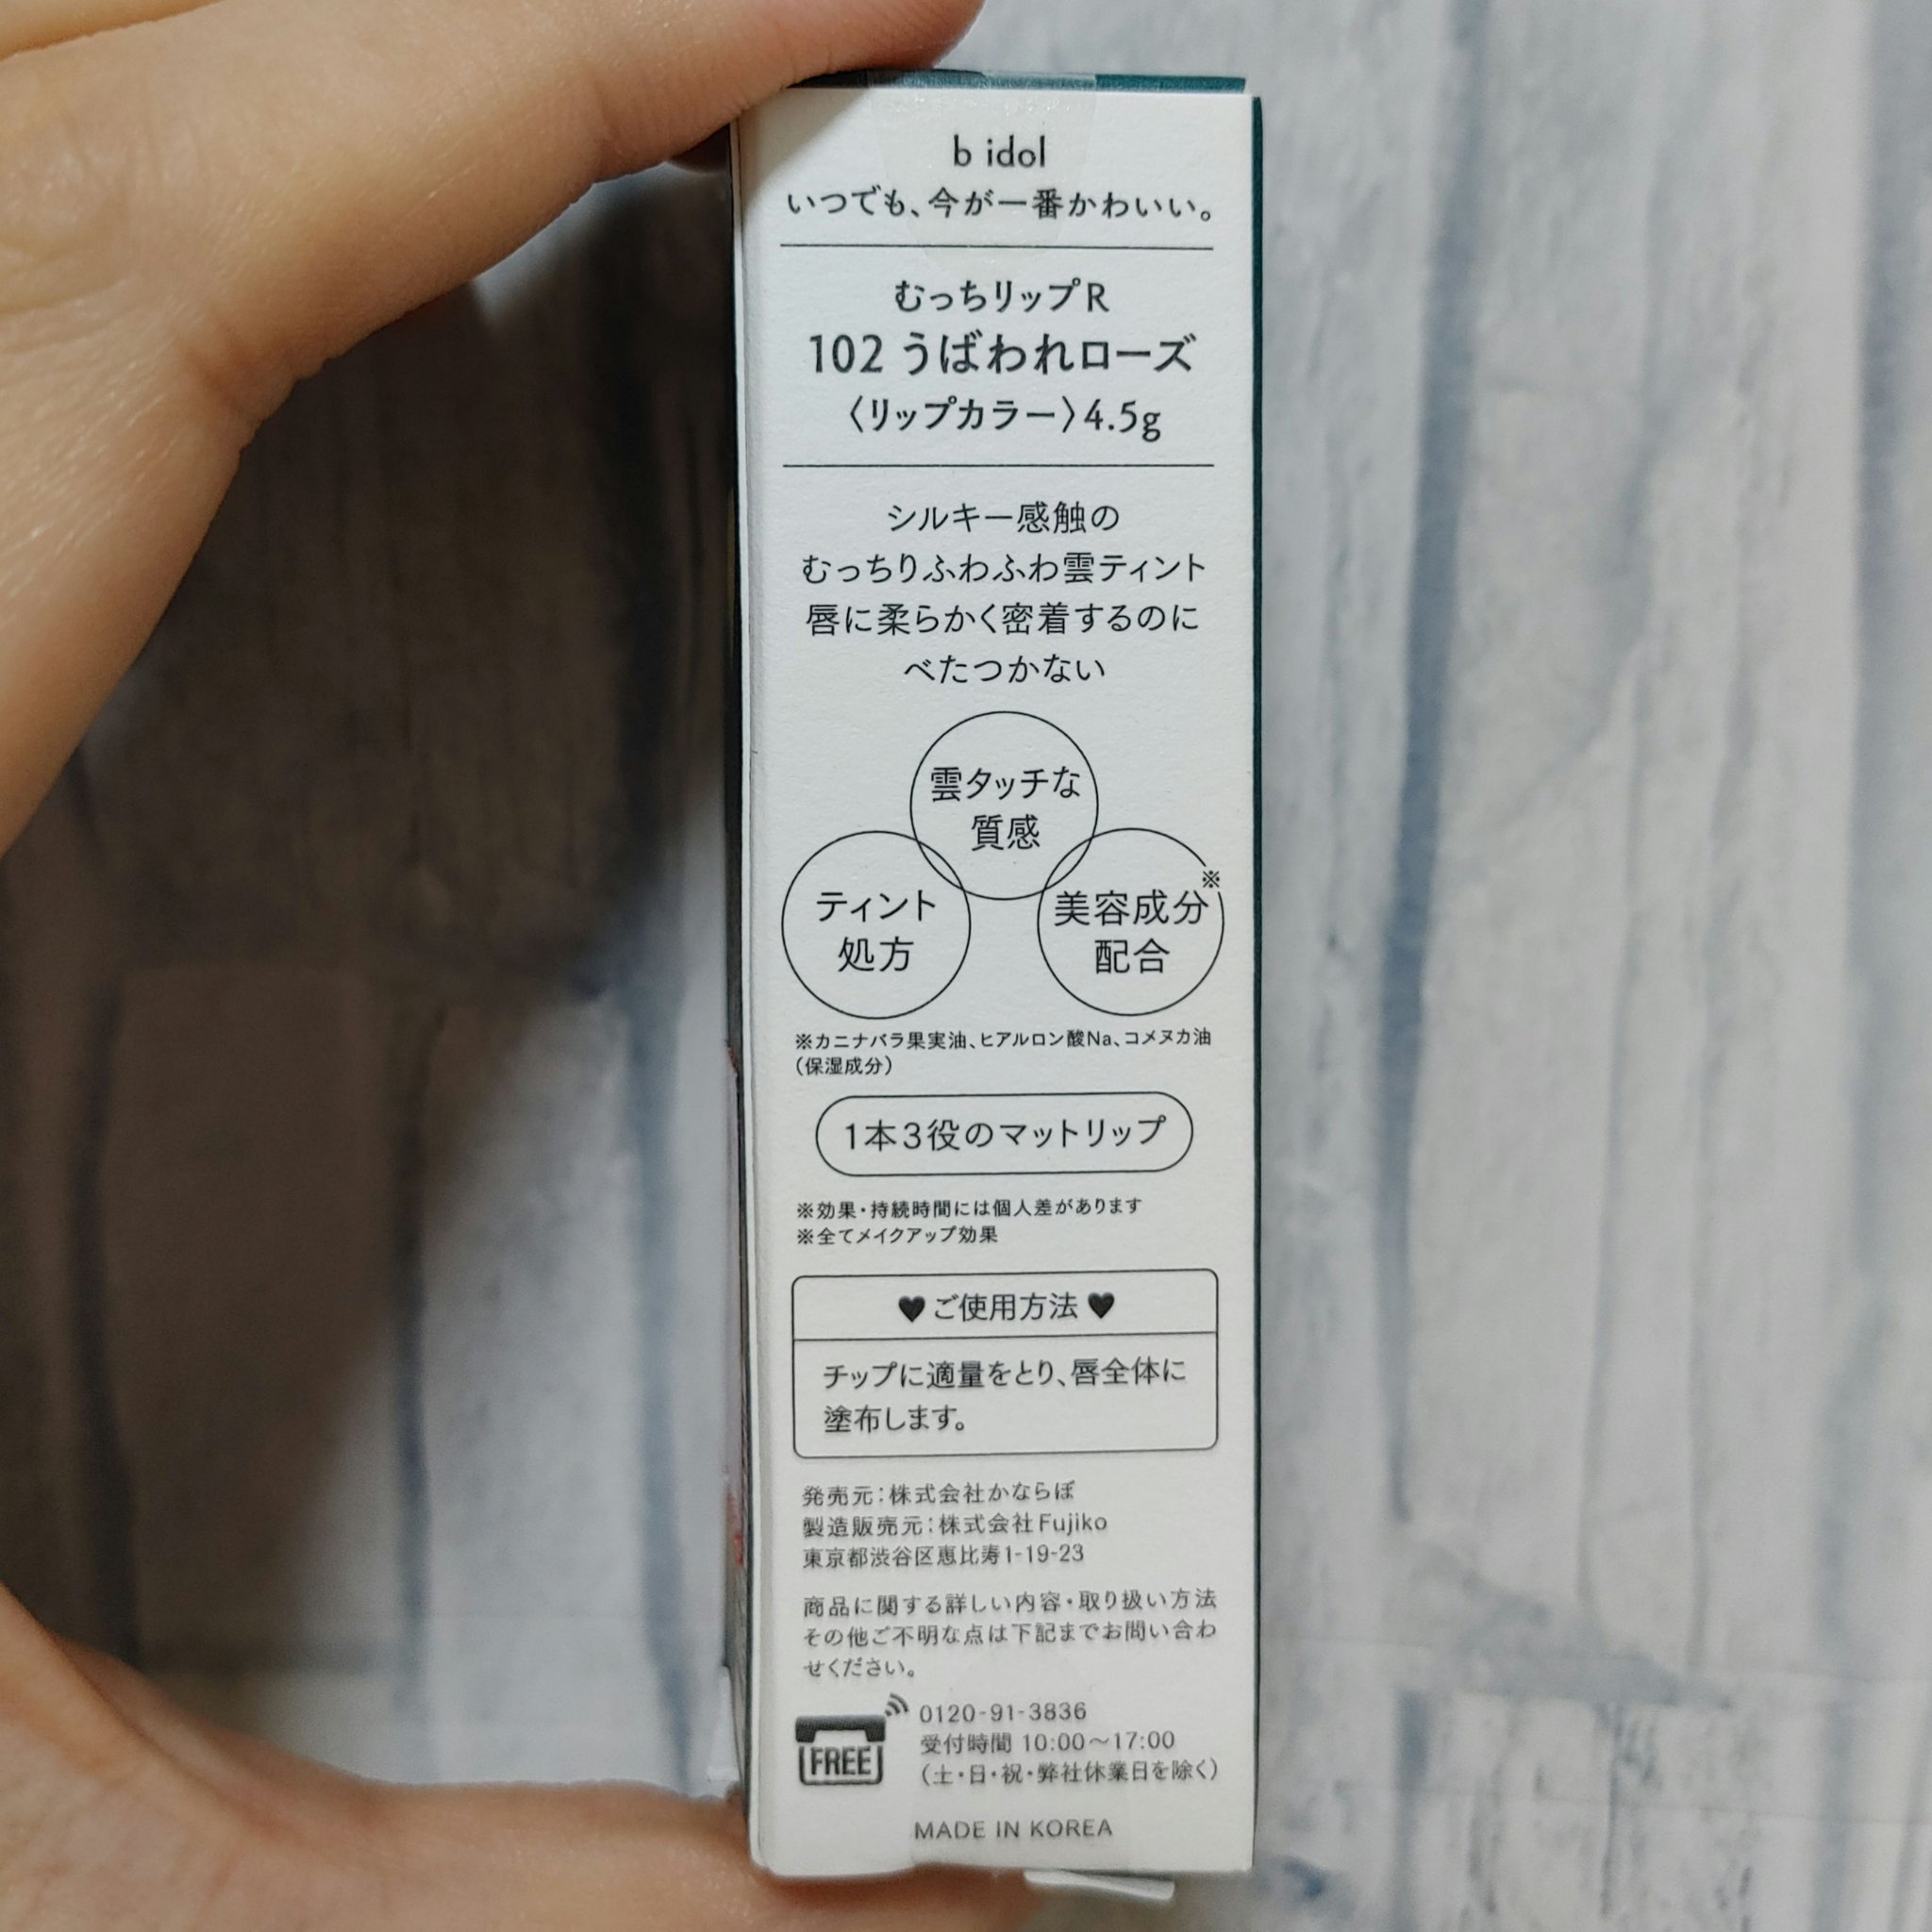 b idol
いつでも、今が一番かわいい。
むっちリップR
102 うばわれローズ
〈リップカラー〉4.5g
シルキー感触の
むっちりふわふわ雲ティント
唇に柔らかく密着するのに
べたつかない
雲タッチな
質感
ティント
処方
美容成分※
配合
※カニナバラ果実油、ヒアルロン酸Na、コメヌカ油
（保湿成分）
1本3役のマットリップ
※効果・持続時間には個人差があります
※全てメイクアップ効果
♥ご使用方法♥
チップに適量をとり、唇全体に
塗布します。
発売元：株式会社かならぼ
製造販売元：株式会社Fujiko
東京都渋谷区恵比寿1-19-23
商品に関する詳しい内容・取り扱い方法
その他ご不明な点は下記までお問い合わ
せください。
FREE
0120-91-3836
受付時間 10:00〜17:00
（土・日・祝・弊社休業日を除く）
MADE IN KOREA